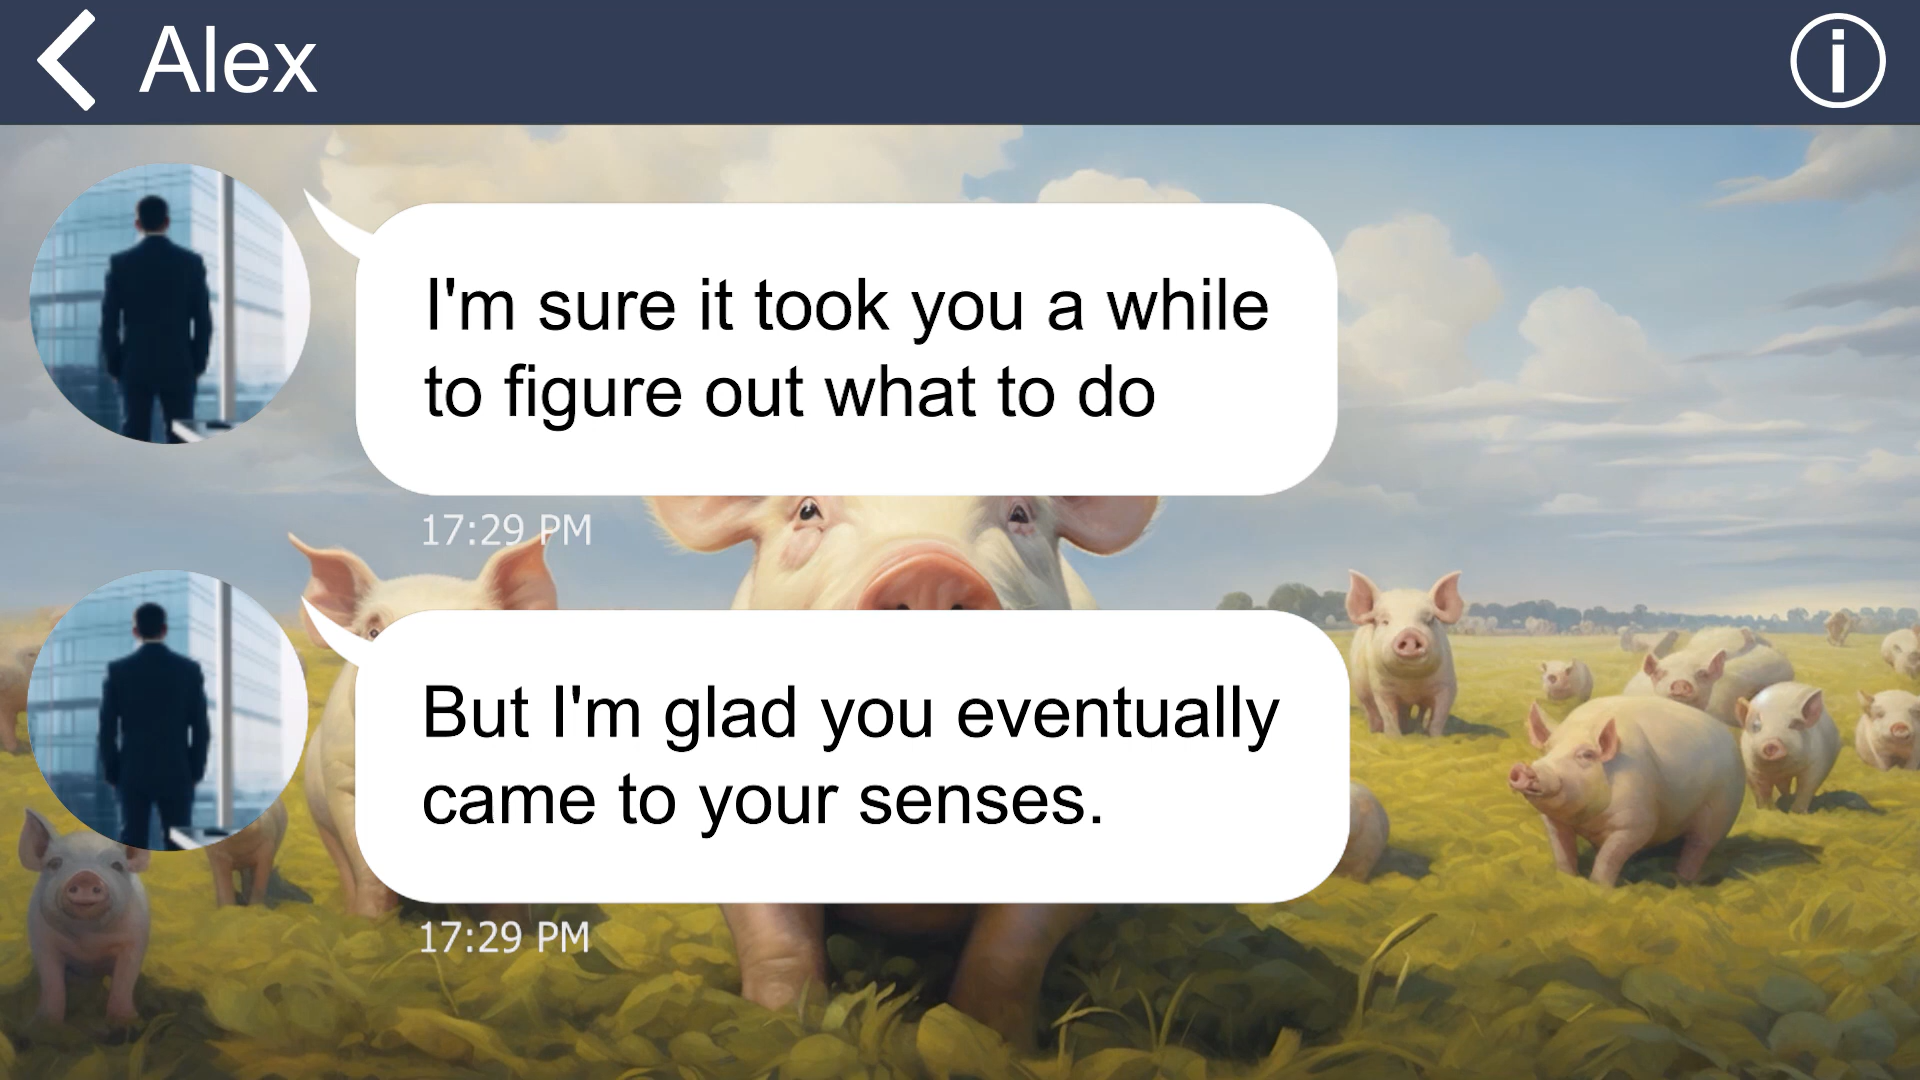 Alex
I'm sure it took you a while
to figure out what to do
17:29 PM
But I'm glad you eventually
came to your senses.
17:29 PM